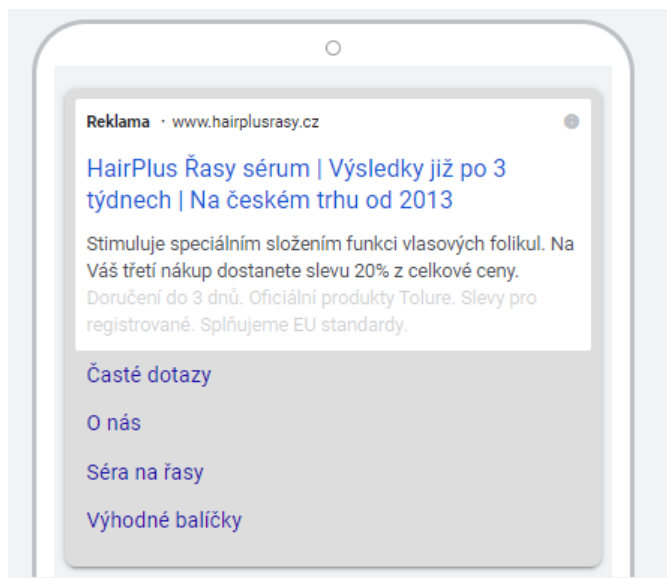 Reklama · www.hairplusrasy.cz
HairPlus Řasy sérum | Výsledky již po 3
týdnech | Na českém trhu od 2013
Stimuluje speciálním složením funkci vlasových folikul. Na
Váš třetí nákup dostanete slevu 20% z celkové ceny.
Doručení do 3 dnů. Oficiální produkty Tolure. Slevy pro
registrované. Splňujeme EU standardy.
Časté dotazy
O nás
Séra na řasy
Výhodné balíčky